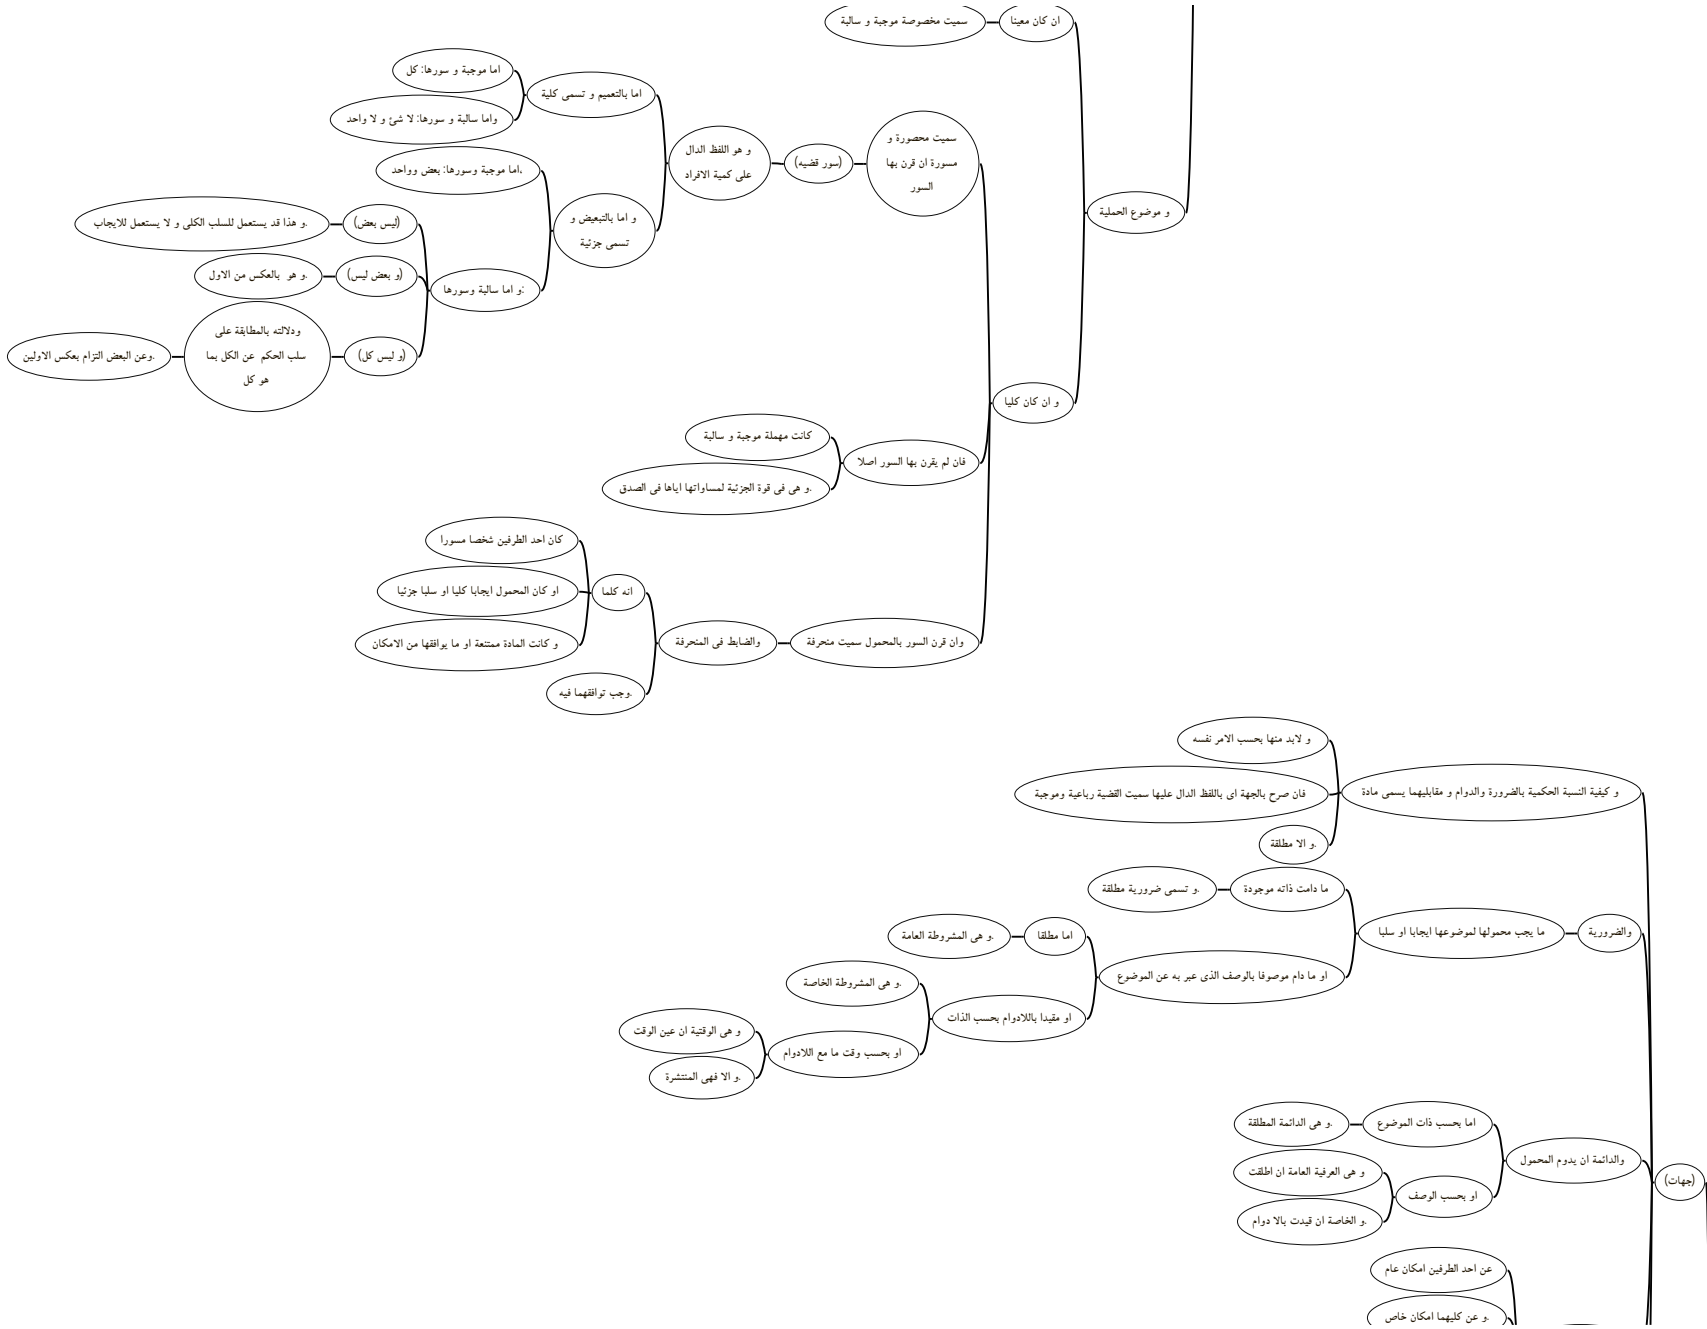 و موضوع الحملية
ان كان معينا
سميت مخصوصة موجبة و سالبة
و ان كان كليا
سميت محصورة و
مسورة ان قرن بها
السور
(سور قضيه)
و هو اللفظ الدال
على كمية الافراد
اما بالتعميم و تسمى كلية
اما موجبة و سورها: كل
واما سالبة و سورها: لا شئ و لا واحد
و اما بالتبعيض و
تسمى جزئية
اما موجبة وسورها: بعض وواحد،
و اما سالبة وسورها:
(ليس بعض)
و هذا قد يستعمل للسلب الكلى و لا يستعمل للايجاب.
(و بعض ليس)
و هو بالعكس من الاول.
(و ليس كل)
ودلالته بالمطابقة على
سلب الحكم عن الكل بما
هو كل
وعن البعض التزام بعكس الاولين.
فان لم يقرن بها السور اصلا
كانت مهملة موجبة و سالبة
و هى فى قوة الجزئية لمساواتها اياها فى الصدق.
وان قرن السور بالمحمول سميت منحرفة
والضابط فى المنحرفة
انه كلما
كان احد الطرفين شخصا مسورا
او كان المحمول ايجابا كليا او سلبا جزئيا
و كانت المادة ممتنعة او ما يوافقها من الامكان
وجب توافقهما فيه.
(جهات)
و كيفية النسبة الحكمية بالضرورة والدوام و مقابليهما يسمى مادة
و لابد منها بحسب الامر نفسه
فان صرح بالجهة اى باللفظ الدال عليها سميت القضية رباعية وموجبة
و الا مطلقة.
والضرورية
ما يجب محمولها لموضوعها ايجابا او سلبا
ما دامت ذاته موجودة
و تسمى ضرورية مطلقة.
او ما دام موصوفا بالوصف الذى عبر به عن الموضوع
اما مطلقا
و هى المشروطة العامة.
او مقيدا باللادوام بحسب الذات
و هى المشروطة الخاصة.
او بحسب وقت ما مع اللادوام
و هى الوقتية ان عين الوقت
و الا فهى المنتشرة.
والدائمة ان يدوم المحمول
اما بحسب ذات الموضوع
و هى الدائمة المطلقة.
او بحسب الوصف
و هى العرفية العامة ان اطلقت
و الخاصة ان قيدت بالا دوام.
عن احد الطرفين امكان عام
و عن كليهما امكان خاص.